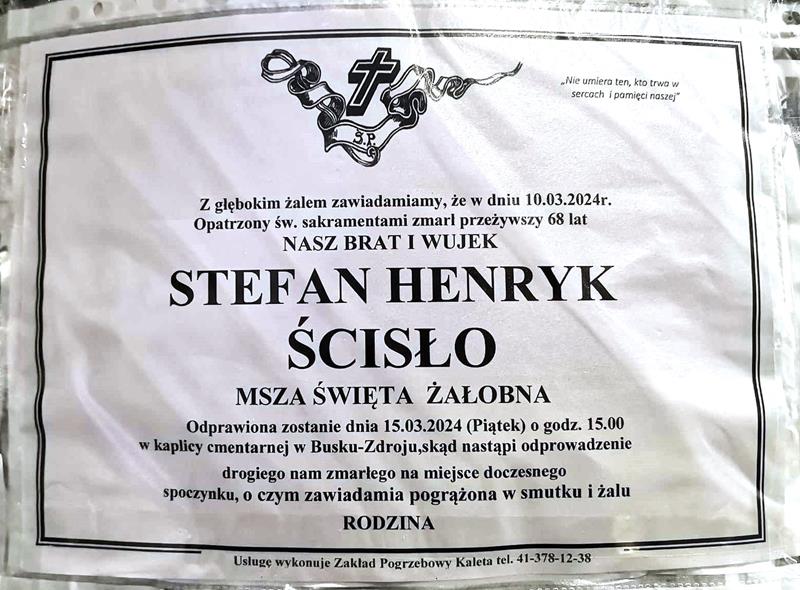 „Nie umiera ten, kto trwa w
sercach i pamięci naszej”
Ś.P.
Z głębokim żalem zawiadamiamy, że w dniu 10.03.2024r.
Opatrzony św. sakramentami zmarł przeżywszy 68 lat
NASZ BRAT I WUJEK
STEFAN HENRYK
ŚCISŁO
MSZA ŚWIĘTA ŻAŁOBNA
Odprawiona zostanie dnia 15.03.2024 (Piątek) o godz. 15.00
w kaplicy cmentarnej w Busku-Zdroju,skąd nastąpi odprowadzenie
drogiego nam zmarłego na miejsce doczesnego
spoczynku, o czym zawiadamia pogrążona w smutku i żalu
RODZINA
Usługę wykonuje Zakład Pogrzebowy Kaleta tel. 41-378-12-38